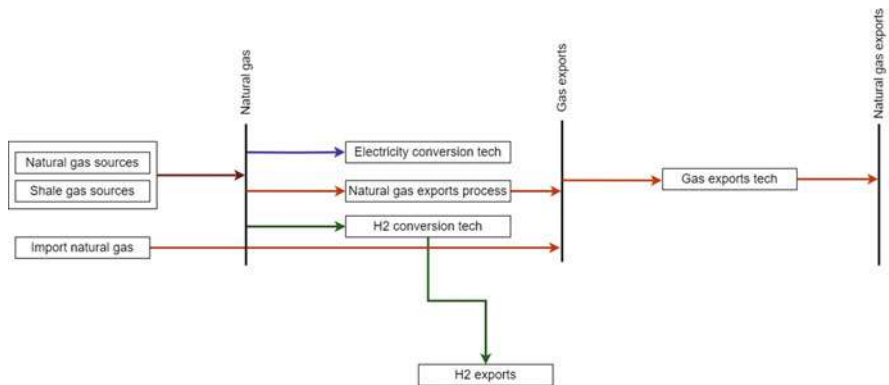 Natural gas
Gas exports
Natural gas exports
Natural gas sources
Shale gas sources
Electricity conversion tech
Natural gas exports process
Gas exports tech
H2 conversion tech
Import natural gas
H2 exports